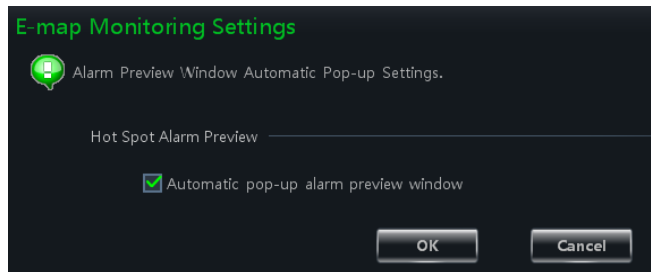 E-map Monitoring Settings
Alarm Preview Window Automatic Pop-up Settings.
Hot Spot Alarm Preview
Automatic pop-up alarm preview window
OK
Cancel